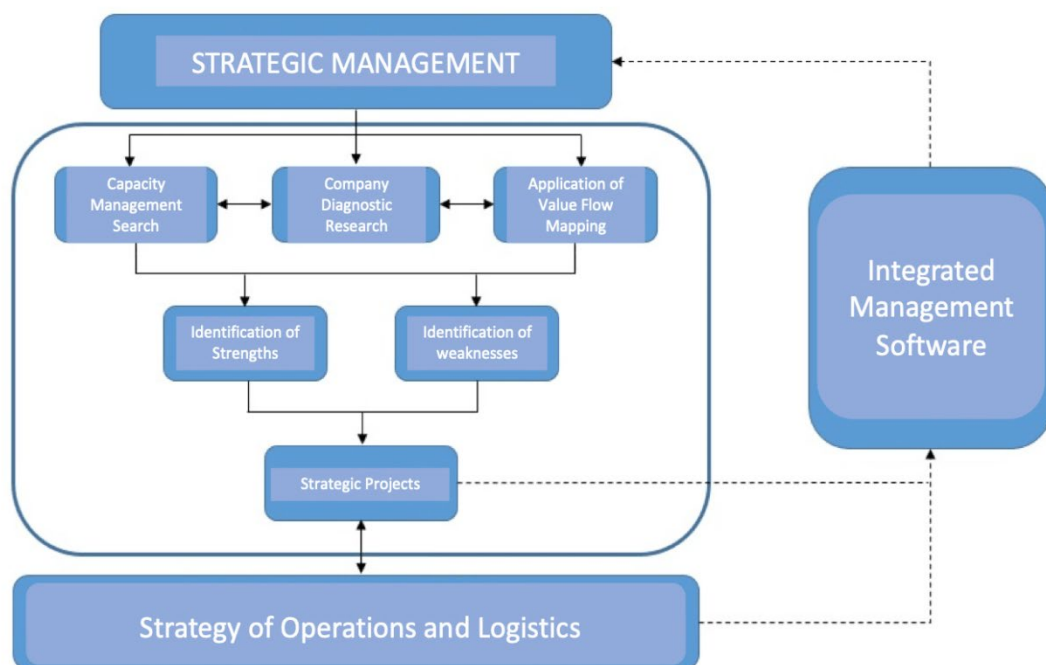 STRATEGIC MANAGEMENT
Capacity
Management
Search
Company
Diagnostic
Research
Application of
Value Flow
Mapping
Identification of
Strengths
Identification of
weaknesses
Strategic Projects
Integrated
Management
Software
Strategy of Operations and Logistics